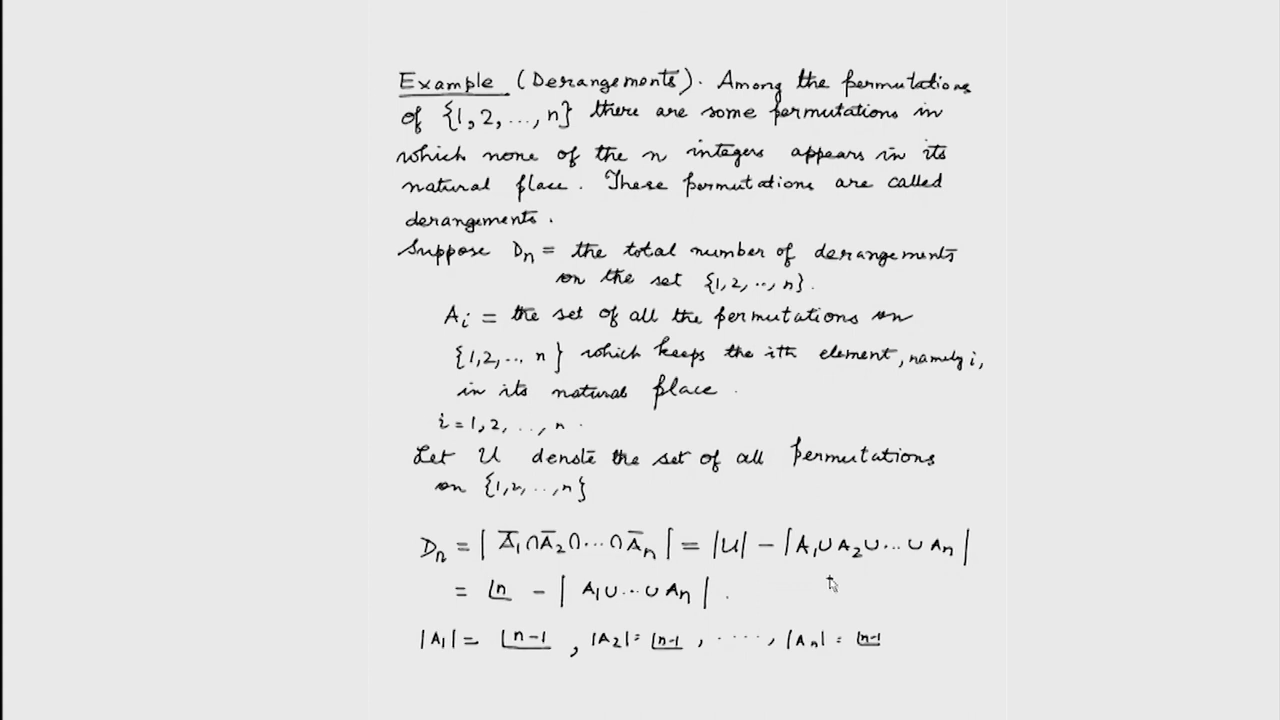 Example (Derangements). Among the permutations
of {1, 2, ..., n} there are some permutations in
which none of the n integers appears in its
natural place. These permutations are called
derangements.
Suppose Dn = the total number of derangements
on the set {1, 2, .., n}.
Ai = the set of all the permutations on
{1,2,... n} which keeps the ith element, namely i,
in its natural place.
i = 1, 2, ..., n.
Let U denote the set of all permutations
on {1,2, ..., n}
Dn = | A̅1 ∩ A̅2 ∩ ... ∩ A̅n | = |U| - |A1 ∪ A2 ∪ ... ∪ An|
= ⌊n - | A1 ∪ ... ∪ An | .
|A1| = ⌊n-1 , |A2| = ⌊n-1 , ...., |An| = ⌊n-1